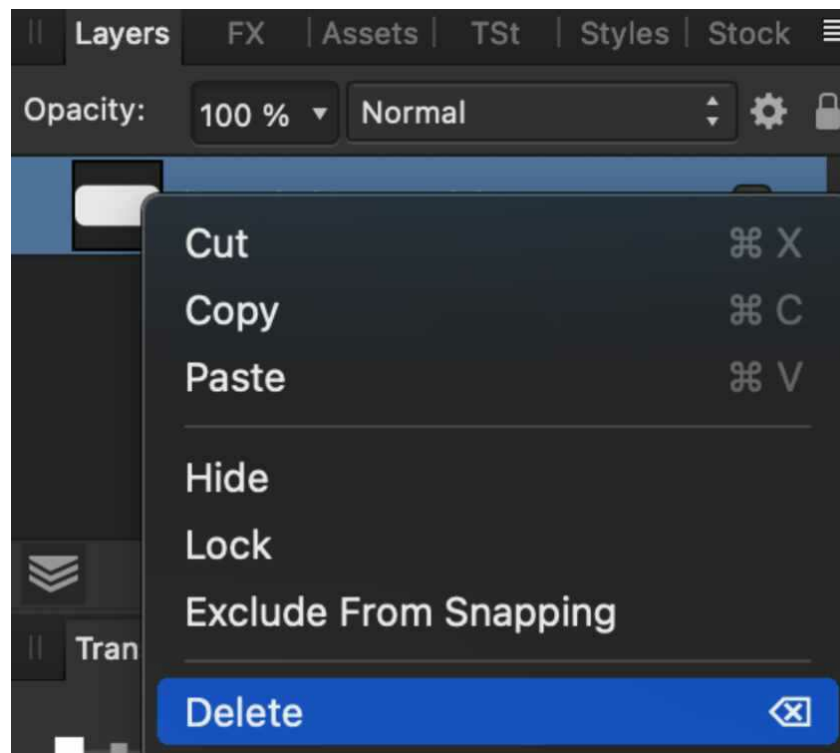 Layers FX Assets TSt Styles Stock
Opacity: 100 % Normal
Cut ⌘ X
Copy ⌘ C
Paste ⌘ V
Hide
Lock
Exclude From Snapping
Tran
Delete